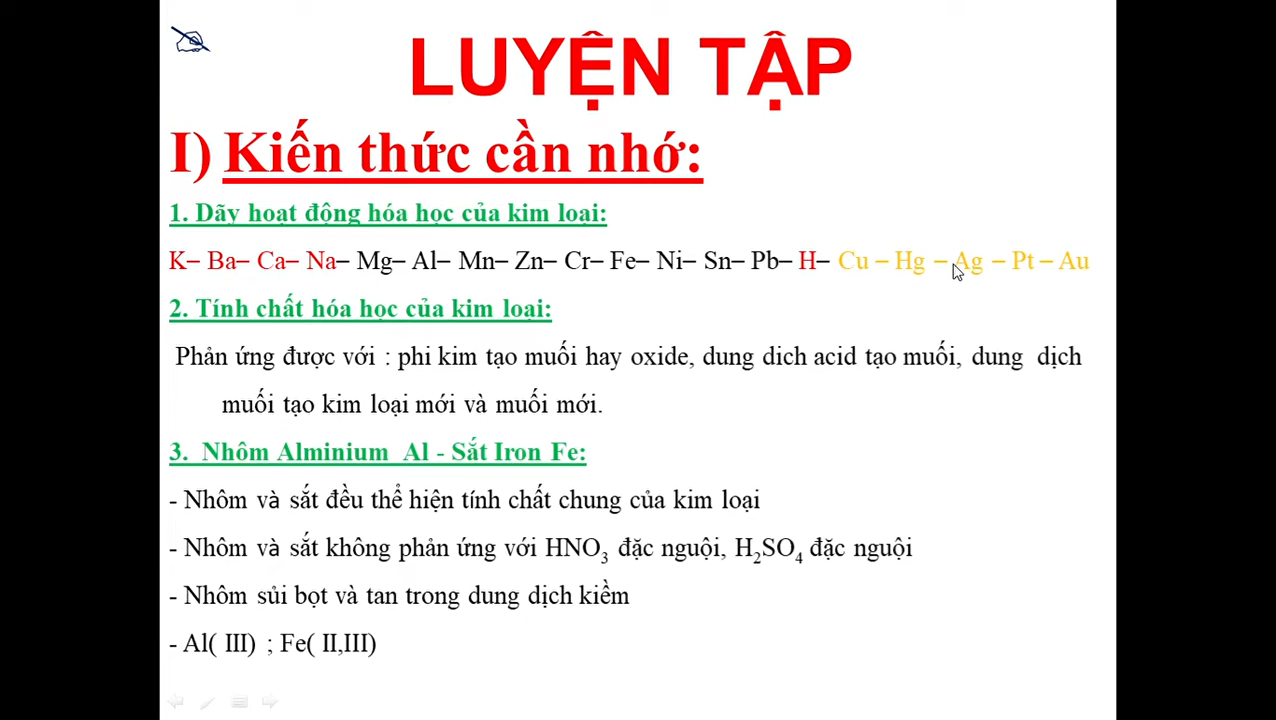 LUYỆN TẬP
I) Kiến thức cần nhớ:
1. Dãy hoạt động hóa học của kim loại:
K– Ba– Ca– Na– Mg– Al– Mn– Zn– Cr– Fe– Ni– Sn– Pb– H– Cu – Hg – Ag – Pt – Au
2. Tính chất hóa học của kim loại:
Phản ứng được với : phi kim tạo muối hay oxide, dung dich acid tạo muối, dung dịch
muối tạo kim loại mới và muối mới.
3. Nhôm Alminium Al - Sắt Iron Fe:
- Nhôm và sắt đều thể hiện tính chất chung của kim loại
- Nhôm và sắt không phản ứng với HNO₃ đặc nguội, H₂SO₄ đặc nguội
- Nhôm sủi bọt và tan trong dung dịch kiềm
- Al( III) ; Fe( II,III)